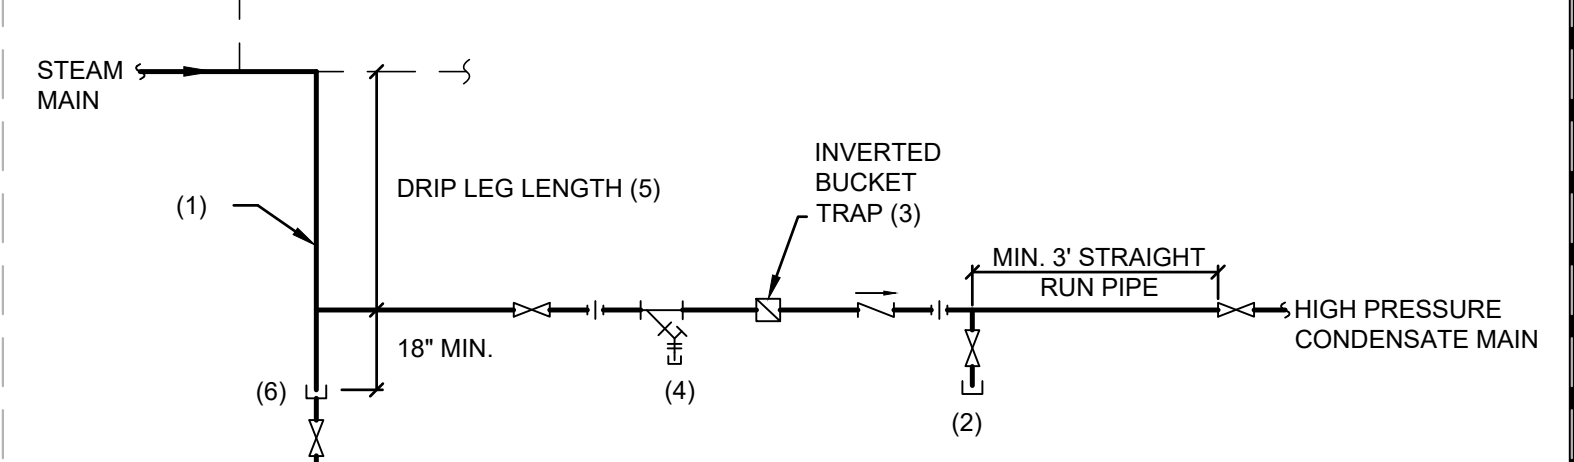 STEAM
MAIN
INVERTED
BUCKET
TRAP (3)
DRIP LEG LENGTH (5)
(1)
MIN. 3' STRAIGHT
RUN PIPE
HIGH PRESSURE
CONDENSATE MAIN
18" MIN.
(6)
(4)
(2)